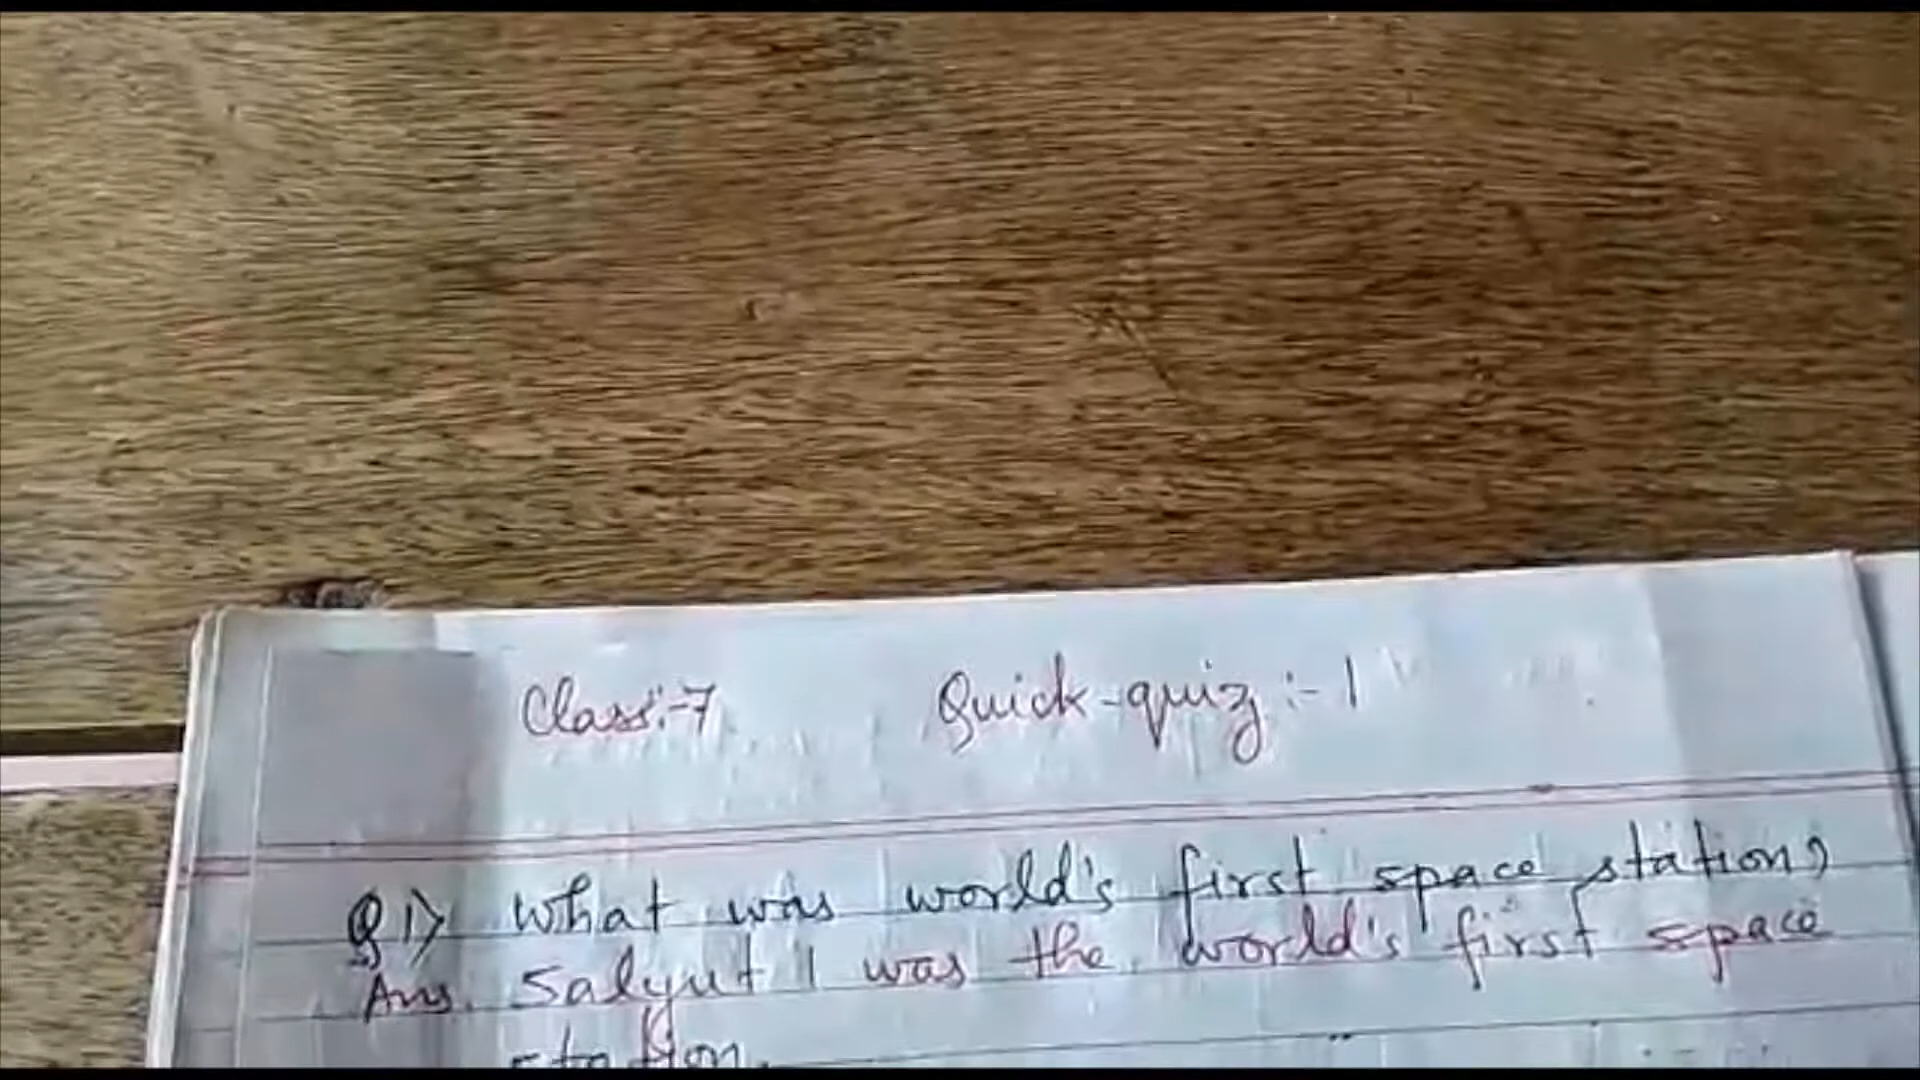 Class:-7 Quick-quiz:-1
Q1> What was world's first space station?
Ans. Salyut 1 was the world's first space
station.